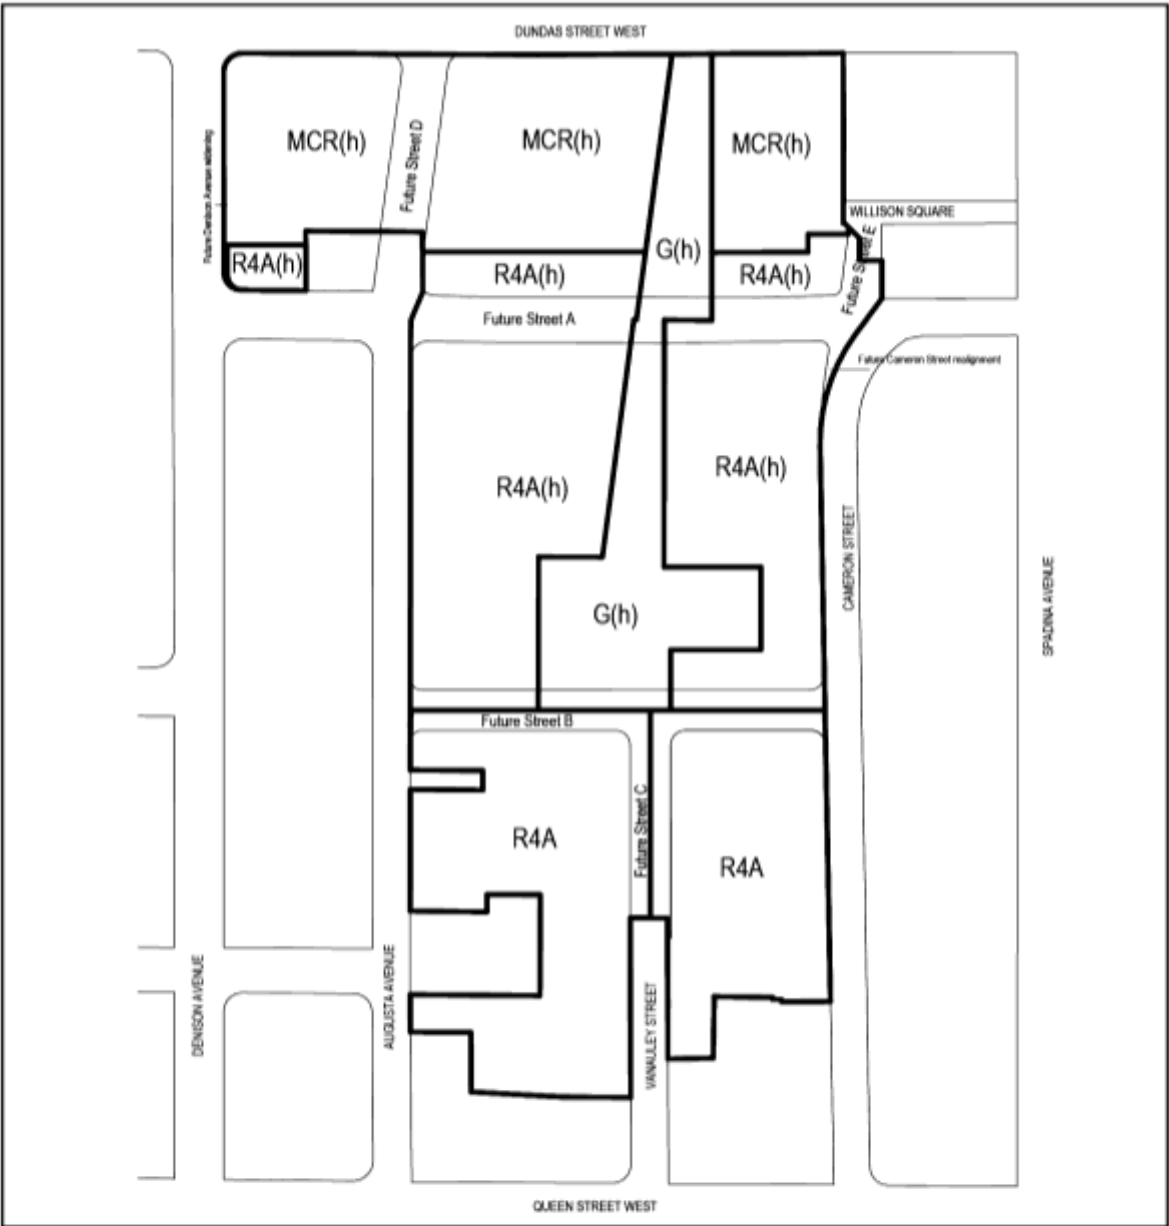 DUNDAS STREET WEST
MCR(h)
MCR(h)
MCR(h)
Future Street D
Future Denison Avenue widening
WILLISON SQUARE
Future Street E
R4A(h)
R4A(h)
G(h)
R4A(h)
Future Street A
Future Cameron Street realignment
R4A(h)
R4A(h)
CAMERON STREET
SPADINA AVENUE
G(h)
Future Street B
Future Street C
R4A
R4A
DENISON AVENUE
AUGUSTA AVENUE
VANAULEY STREET
QUEEN STREET WEST